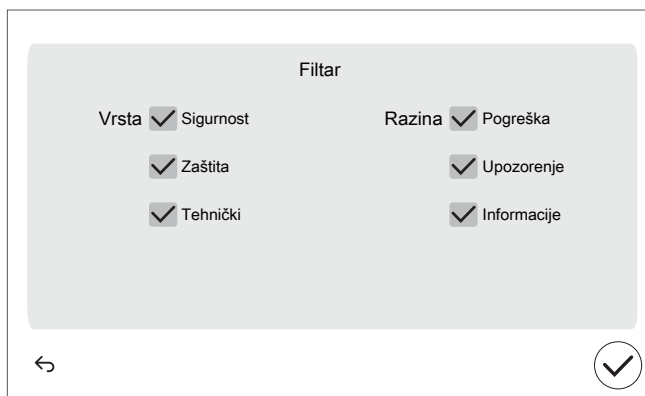 Filtar
Vrsta Sigurnost Razina Pogreška
Zaštita Upozorenje
Tehnički Informacije